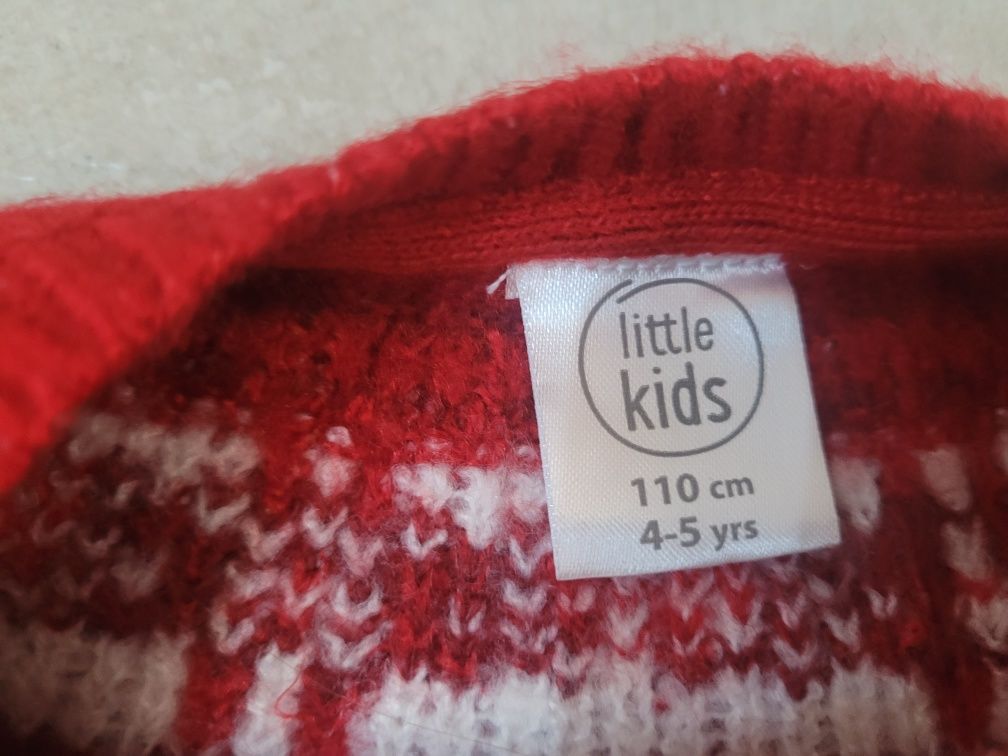 little
kids
110 cm
4-5 yrs